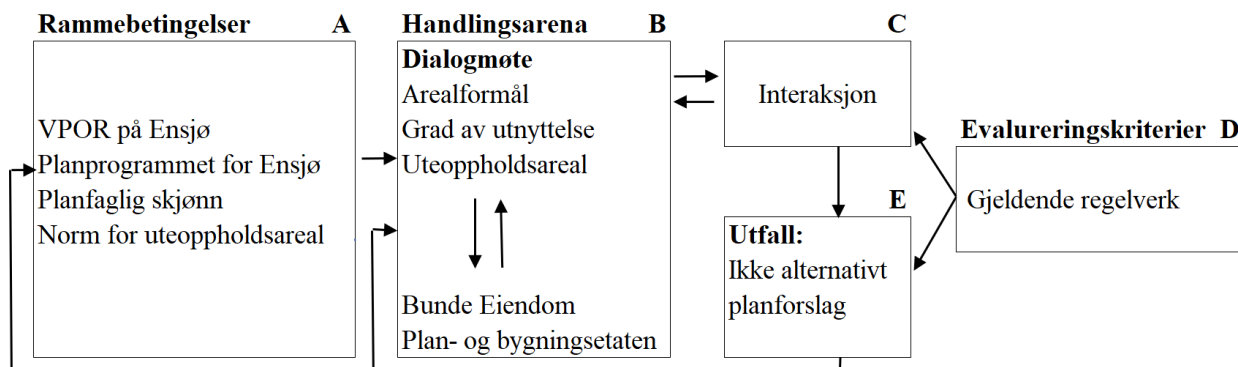 Rammebetingelser A
VPOR på Ensjø
Planprogrammet for Ensjø
Planfaglig skjønn
Norm for uteoppholdsareal
Handlingsarena B
Dialogmøte
Arealformål
Grad av utnyttelse
Uteoppholdsareal
Bunde Eiendom
Plan- og bygningsetaten
C
Interaksjon
Evalureringskriterier D
Gjeldende regelverk
E
Utfall:
Ikke alternativt
planforslag